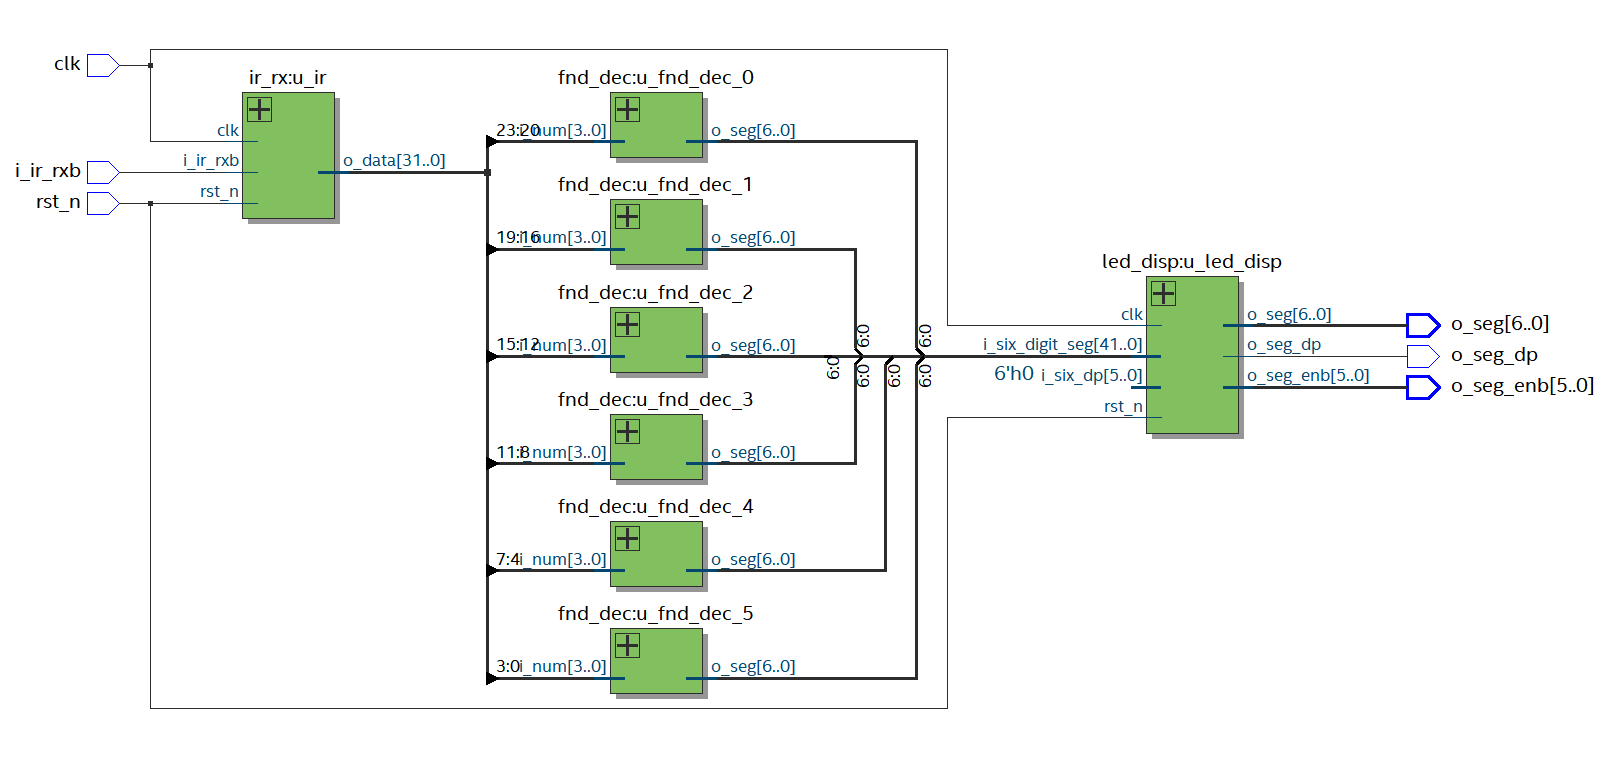 clk
i_ir_rxb
rst_n
ir_rx:u_ir
clk
i_ir_rxb
rst_n
o_data[31..0]
fnd_dec:u_fnd_dec_0
23:20
i_num[3..0]
o_seg[6..0]
fnd_dec:u_fnd_dec_1
19:16
i_num[3..0]
o_seg[6..0]
fnd_dec:u_fnd_dec_2
15:12
i_num[3..0]
o_seg[6..0]
fnd_dec:u_fnd_dec_3
11:8
i_num[3..0]
o_seg[6..0]
fnd_dec:u_fnd_dec_4
7:4
i_num[3..0]
o_seg[6..0]
fnd_dec:u_fnd_dec_5
3:0
i_num[3..0]
o_seg[6..0]
6:0
6:0
6:0
6:0
6:0
6:0
led_disp:u_led_disp
clk
i_six_digit_seg[41..0]
6'h0
i_six_dp[5..0]
rst_n
o_seg[6..0]
o_seg_dp
o_seg_enb[5..0]
o_seg[6..0]
o_seg_dp
o_seg_enb[5..0]